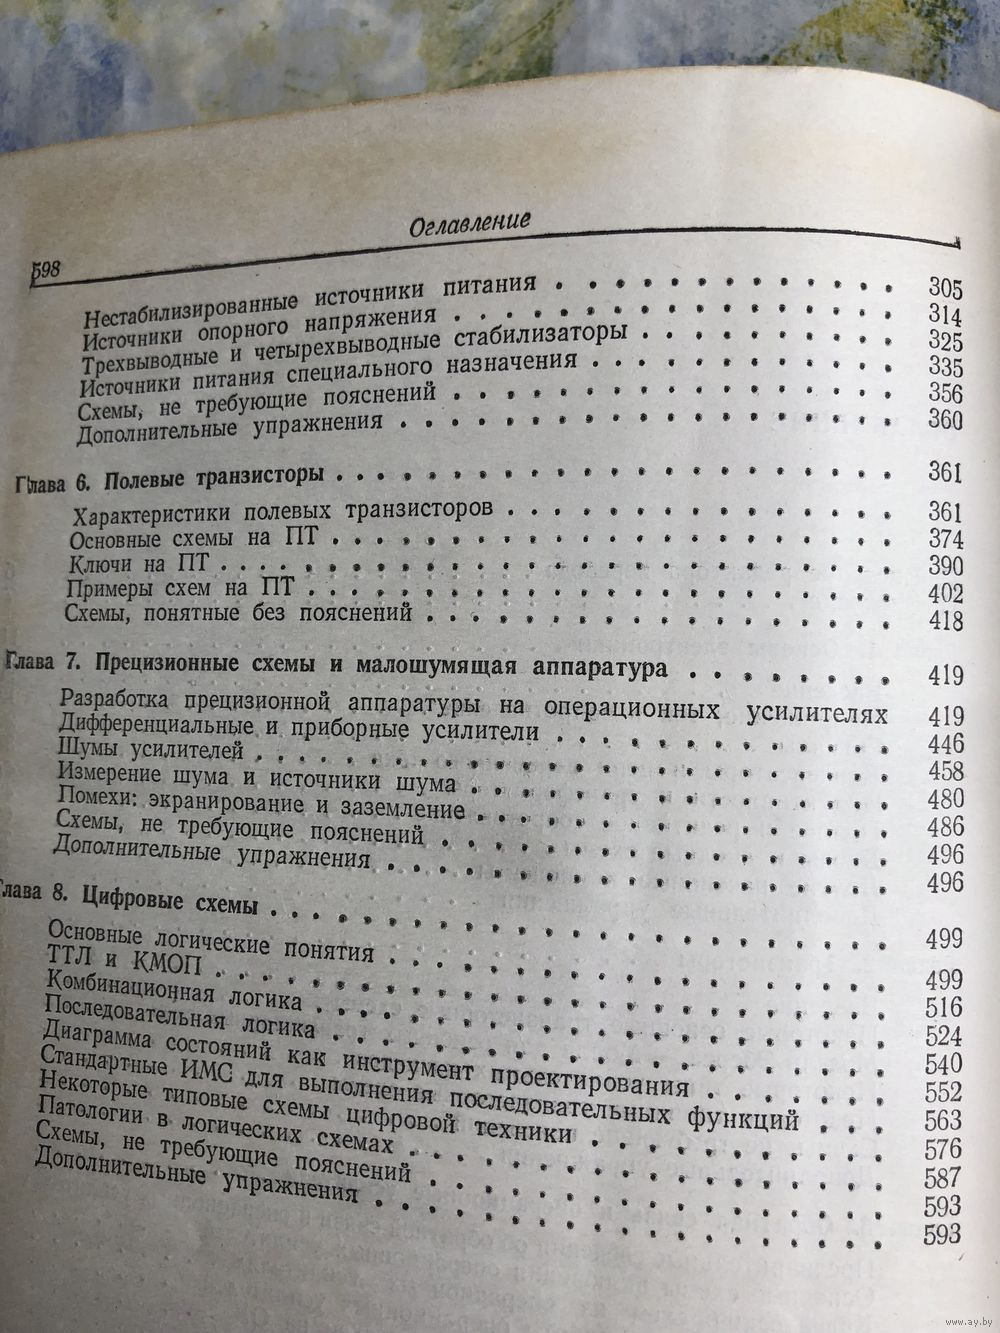 Оглавление
598
Нестабилизированные источники питания . . . . . . . . . . . . 305
Источники опорного напряжения . . . . . . . . . . . . . . . 314
Трехвыводные и четырехвыводные стабилизаторы . . . . . . . . . 325
Источники питания специального назначения . . . . . . . . . . 335
Схемы, не требующие пояснений . . . . . . . . . . . . . . . 356
Дополнительные упражнения . . . . . . . . . . . . . . . . . 360
Глава 6. Полевые транзисторы . . . . . . . . . . . . . . . . . . 361
Характеристики полевых транзисторов . . . . . . . . . . . . . 361
Основные схемы на ПТ . . . . . . . . . . . . . . . . . . 374
Ключи на ПТ . . . . . . . . . . . . . . . . . . . . . . 390
Примеры схем на ПТ . . . . . . . . . . . . . . . . . . . 402
Схемы, понятные без пояснений . . . . . . . . . . . . . . . 418
Глава 7. Прецизионные схемы и малошумящая аппаратура . . . . . . . . 419
Разработка прецизионной аппаратуры на операционных усилителях 419
Дифференциальные и приборные усилители . . . . . . . . . . . . 446
Шумы усилителей . . . . . . . . . . . . . . . . . . . . . 458
Измерение шума и источники шума . . . . . . . . . . . . . . 480
Помехи: экранирование и заземление . . . . . . . . . . . . . . 486
Схемы, не требующие пояснений . . . . . . . . . . . . . . . 496
Дополнительные упражнения . . . . . . . . . . . . . . . . . 496
Глава 8. Цифровые схемы . . . . . . . . . . . . . . . . . . . . 499
Основные логические понятия . . . . . . . . . . . . . . . . 499
ТТЛ и КМОП . . . . . . . . . . . . . . . . . . . . . . 516
Комбинационная логика . . . . . . . . . . . . . . . . . . 524
Последовательная логика . . . . . . . . . . . . . . . . . . 540
Диаграмма состояний как инструмент проектирования . . . . . . . 552
Стандартные ИМС для выполнения последовательных функций . . . 563
Некоторые типовые схемы цифровой техники . . . . . . . . . . 576
Патологии в логических схемах . . . . . . . . . . . . . . . 587
Схемы, не требующие пояснений . . . . . . . . . . . . . . . 593
Дополнительные упражнения . . . . . . . . . . . . . . . . . 593
www.ay.by